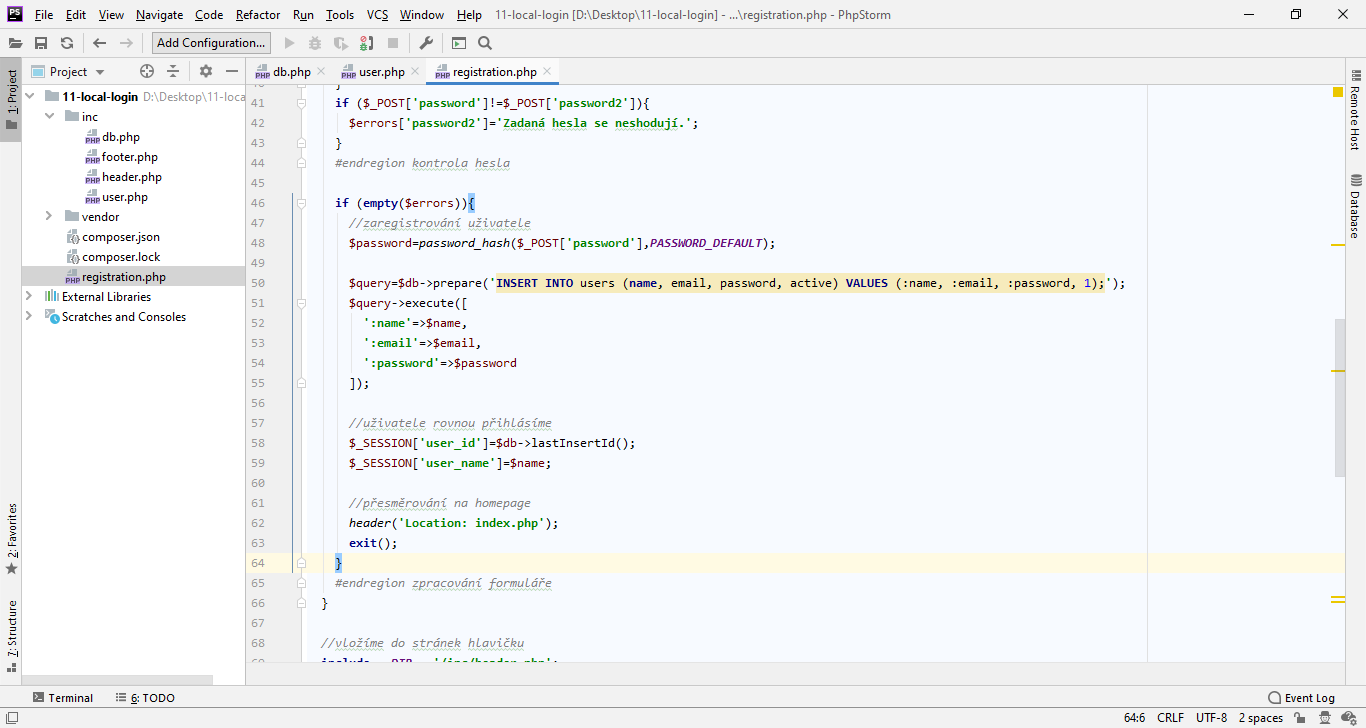 PS File Edit View Navigate Code Refactor Run Tools VCS Window Help 11-local-login [D:\Desktop\11-local-login] - ...\registration.php - PhpStorm
Add Configuration...
1: Project
2: Favorites
7: Structure
Project
11-local-login D:\Desktop\11-loca
inc
db.php
footer.php
header.php
user.php
vendor
composer.json
composer.lock
registration.php
External Libraries
Scratches and Consoles
db.php user.php registration.php
41 if ($_POST['password']!=$_POST['password2']){
42 $errors['password2']='Zadaná hesla se neshodují.';
43 }
44 #endregion kontrola hesla
45
46 if (empty($errors)){
47 //zaregistrování uživatele
48 $password=password_hash($_POST['password'],PASSWORD_DEFAULT);
49
50 $query=$db->prepare('INSERT INTO users (name, email, password, active) VALUES (:name, :email, :password, 1);');
51 $query->execute([
52 ':name'=>$name,
53 ':email'=>$email,
54 ':password'=>$password
55 ]);
56
57 //uživatele rovnou přihlásíme
58 $_SESSION['user_id']=$db->lastInsertId();
59 $_SESSION['user_name']=$name;
60
61 //přesměrování na homepage
62 header('Location: index.php');
63 exit();
64 }
65 #endregion zpracování formuláře
66 }
67
68 //vložíme do stránek hlavičku
Remote Host
Database
Terminal 6: TODO Event Log
64:6 CRLF UTF-8 2 spaces